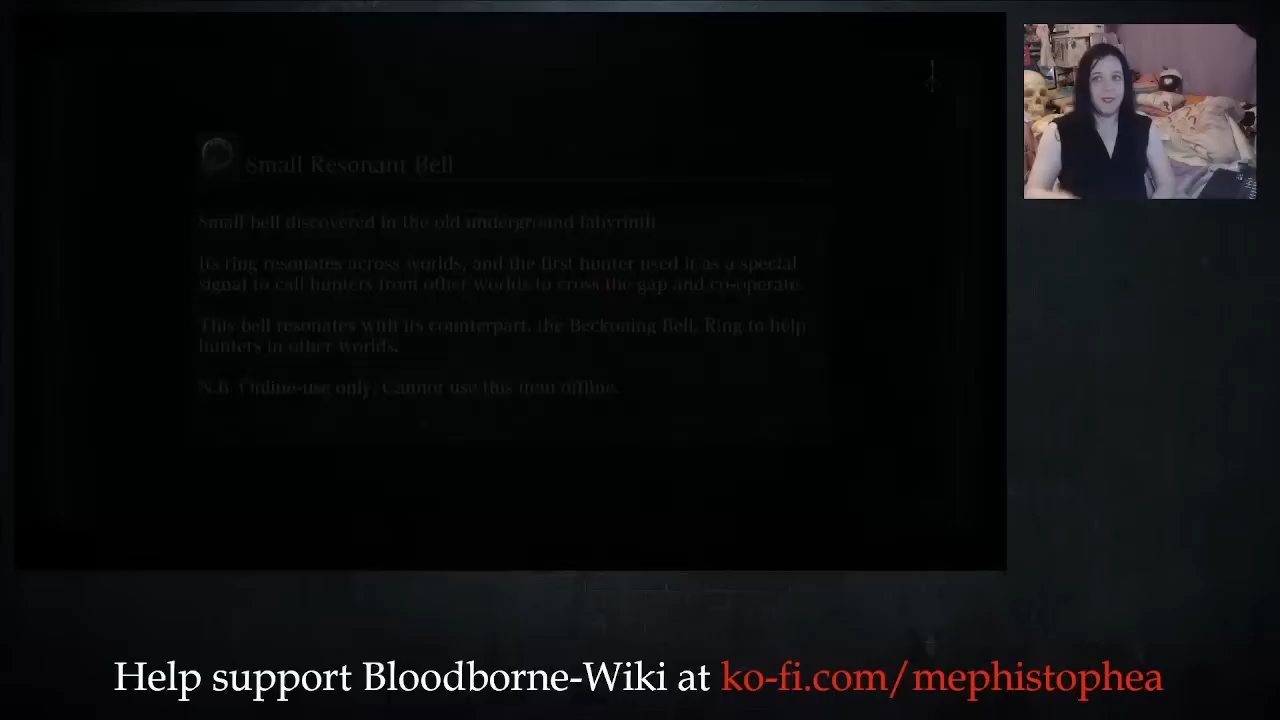 Small Resonant Bell
Small bell discovered in the old underground labyrinth
Its ring resonates across worlds, and the first hunter used it as a special
signal to call hunters from other worlds to cross the gap and co-operate.
This bell resonates with its counterpart, the Beckoning Bell. Ring to help
hunters in other worlds.
N.B. Online-use only. Cannot use this item offline.
Help support Bloodborne-Wiki at ko-fi.com/mephistophea